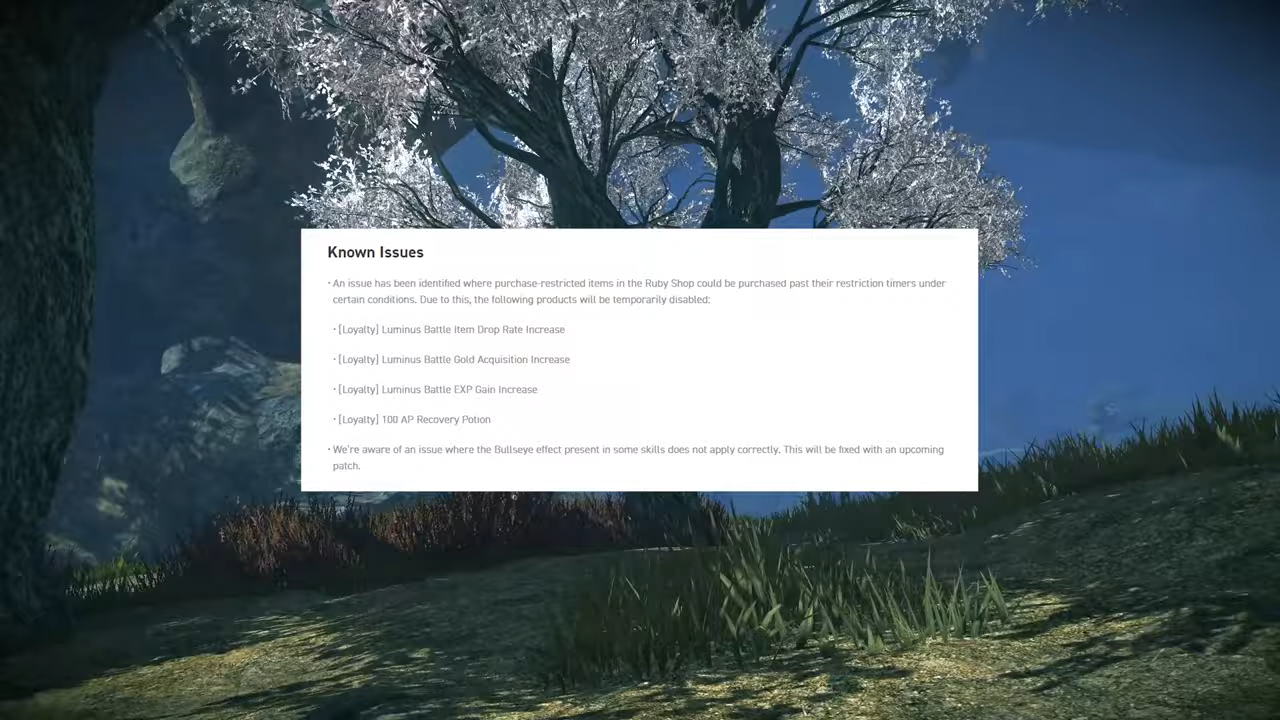 Known Issues
· An issue has been identified where purchase-restricted items in the Ruby Shop could be purchased past their restriction timers under
certain conditions. Due to this, the following products will be temporarily disabled:
· [Loyalty] Luminus Battle Item Drop Rate Increase
· [Loyalty] Luminus Battle Gold Acquisition Increase
· [Loyalty] Luminus Battle EXP Gain Increase
· [Loyalty] 100 AP Recovery Potion
· We're aware of an issue where the Bullseye effect present in some skills does not apply correctly. This will be fixed with an upcoming
patch.